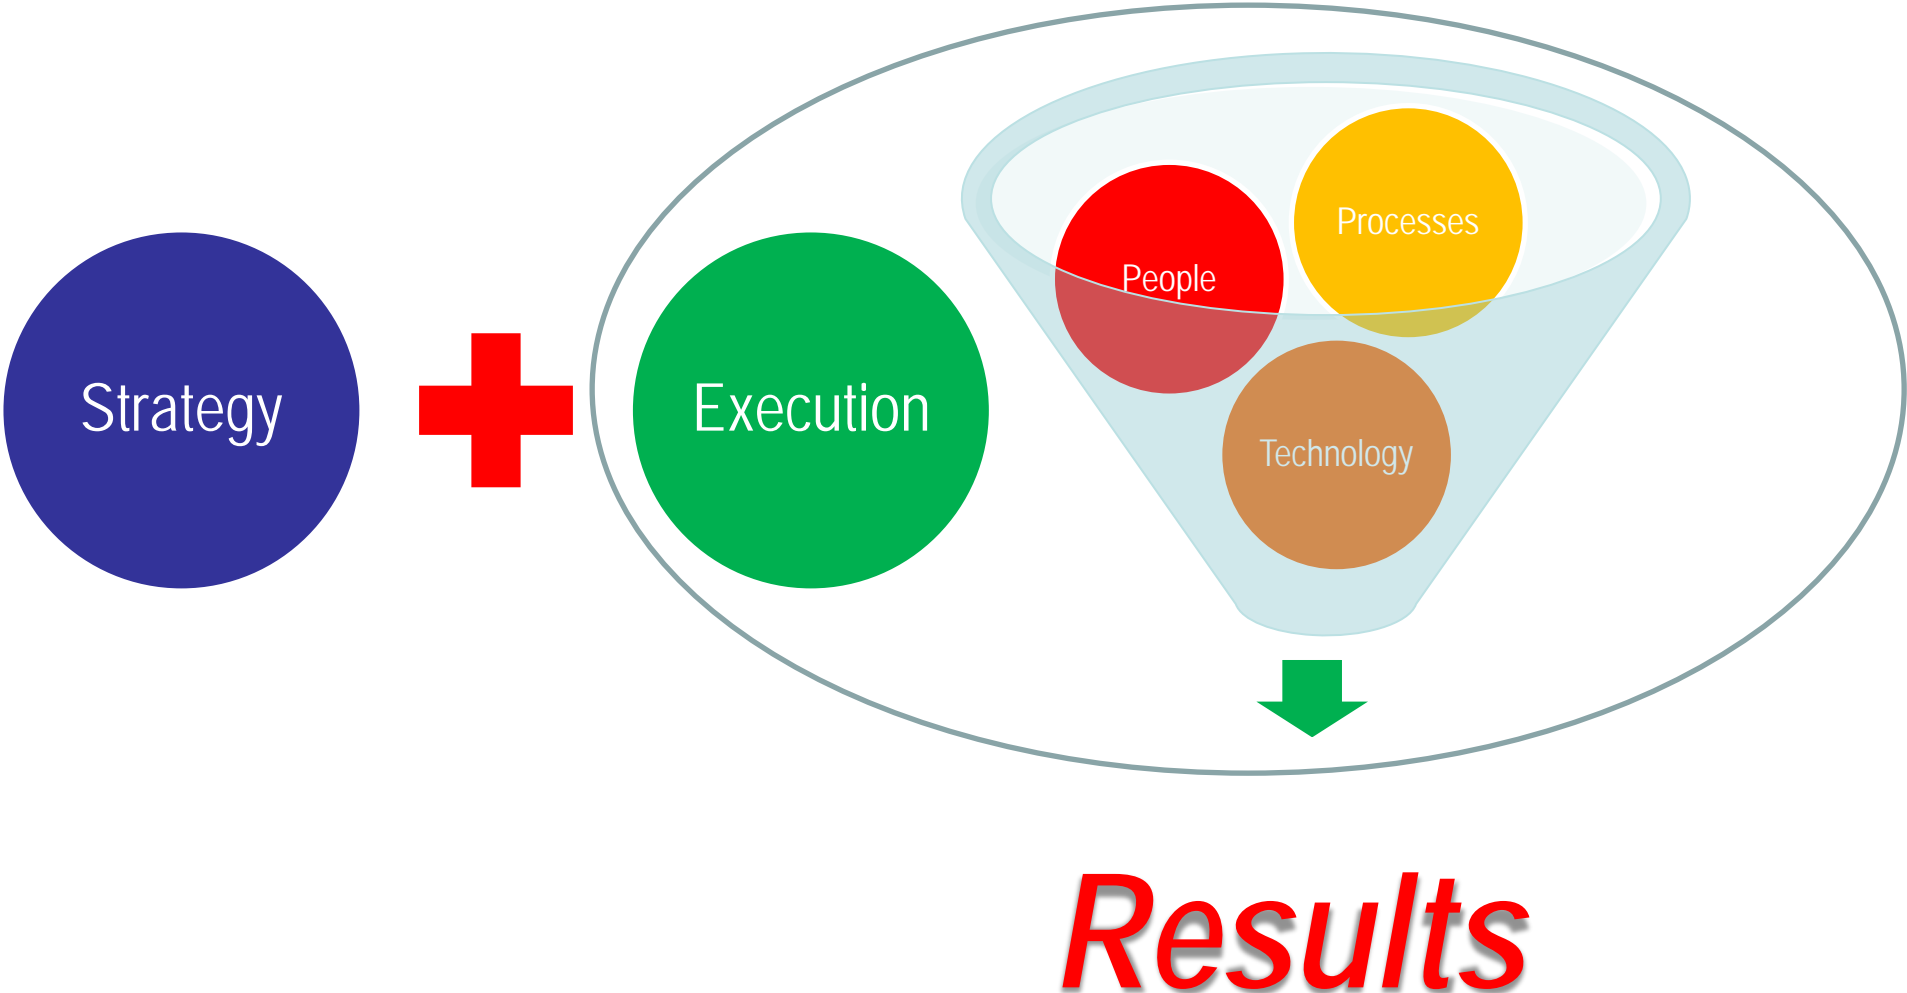 Strategy
Execution
People
Processes
Technology
Results